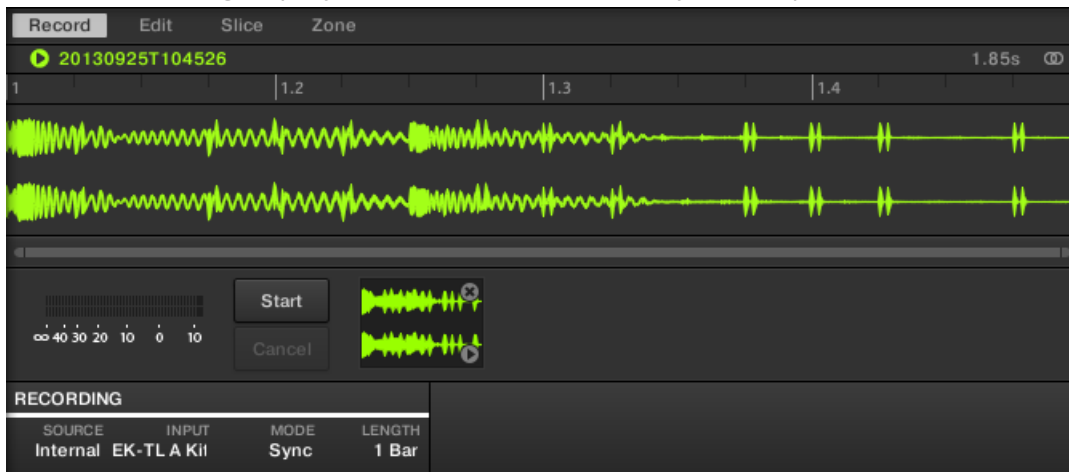 Record Edit Slice Zone
20130925T104526 1.85s
1 1.2 1.3 1.4
Start
∞ 40 30 20 10 0 10
Cancel
RECORDING
SOURCE INPUT MODE LENGTH
Internal EK-TL A Kit Sync 1 Bar